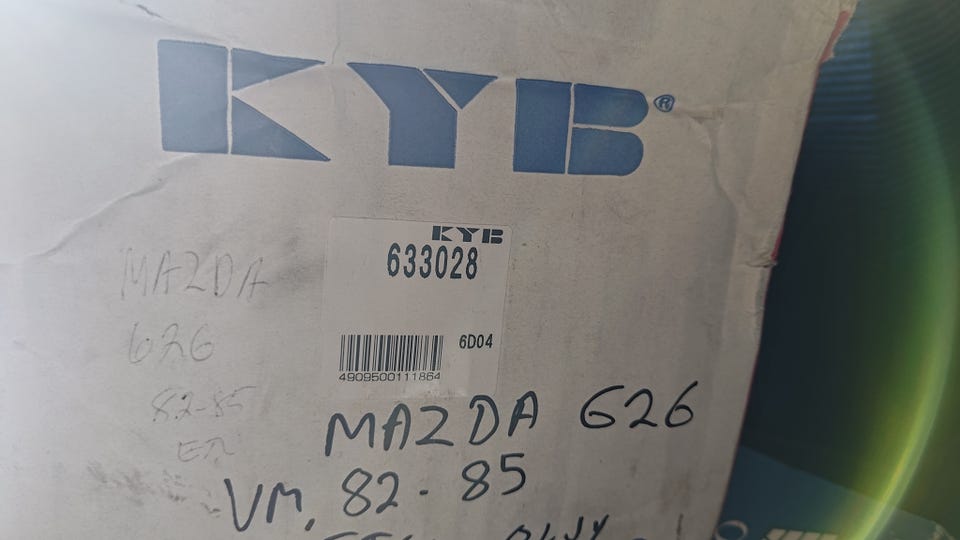 KYB®
KYB
633028
6D04
4909500111864
MAZDA
626
82-85
MAZDA 626
VM, 82-85